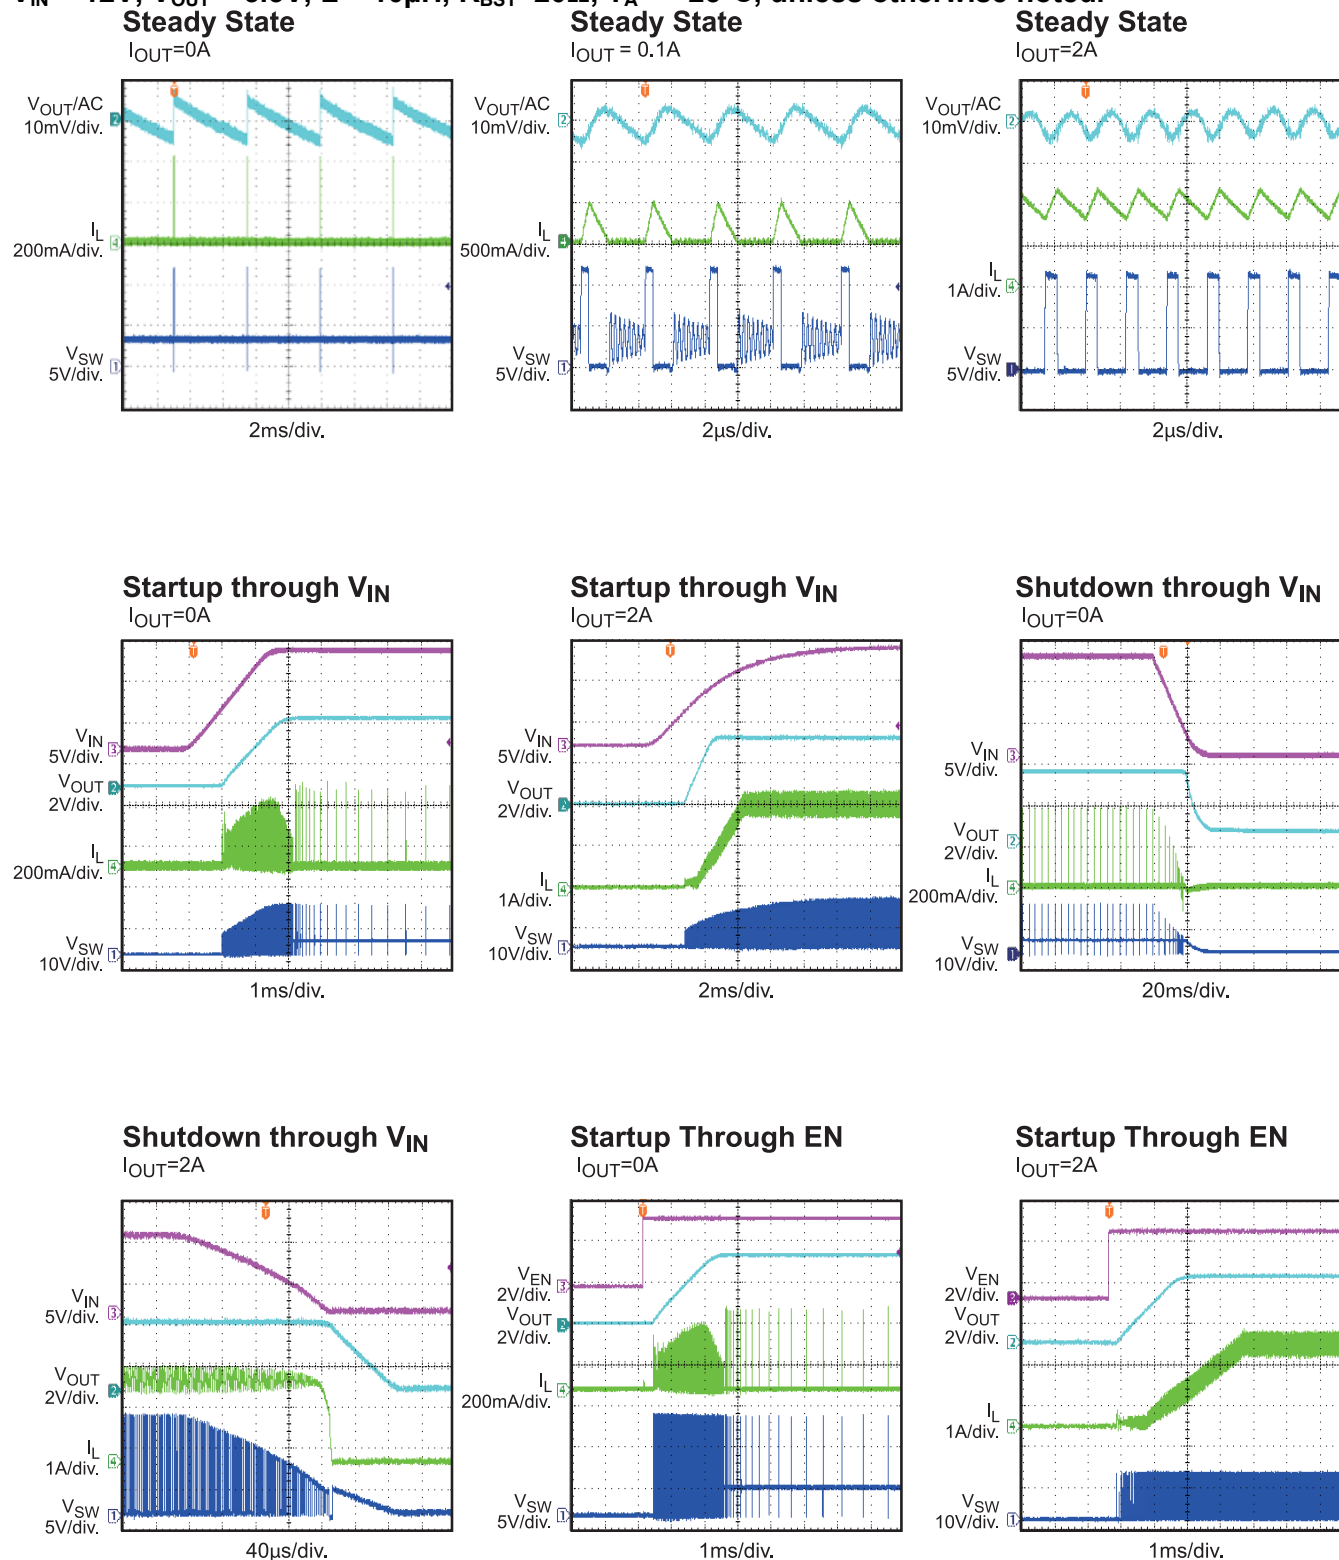 Steady State
IOUT=0A
VOUT/AC
10mV/div.
IL
200mA/div.
VSW
5V/div.
2ms/div.
Steady State
IOUT = 0.1A
VOUT/AC
10mV/div.
IL
500mA/div.
VSW
5V/div.
2µs/div.
Steady State
IOUT=2A
VOUT/AC
10mV/div.
IL
1A/div.
VSW
5V/div.
2µs/div.
Startup through VIN
IOUT=0A
VIN
5V/div.
VOUT
2V/div.
IL
200mA/div.
VSW
10V/div.
1ms/div.
Startup through VIN
IOUT=2A
VIN
5V/div.
VOUT
2V/div.
IL
1A/div.
VSW
10V/div.
2ms/div.
Shutdown through VIN
IOUT=0A
VIN
5V/div.
VOUT
2V/div.
IL
200mA/div.
VSW
10V/div.
20ms/div.
Shutdown through VIN
IOUT=2A
VIN
5V/div.
VOUT
2V/div.
IL
1A/div.
VSW
5V/div.
40µs/div.
Startup Through EN
IOUT=0A
VEN
2V/div.
VOUT
2V/div.
IL
200mA/div.
VSW
5V/div.
1ms/div.
Startup Through EN
IOUT=2A
VEN
2V/div.
VOUT
2V/div.
IL
1A/div.
VSW
10V/div.
1ms/div.